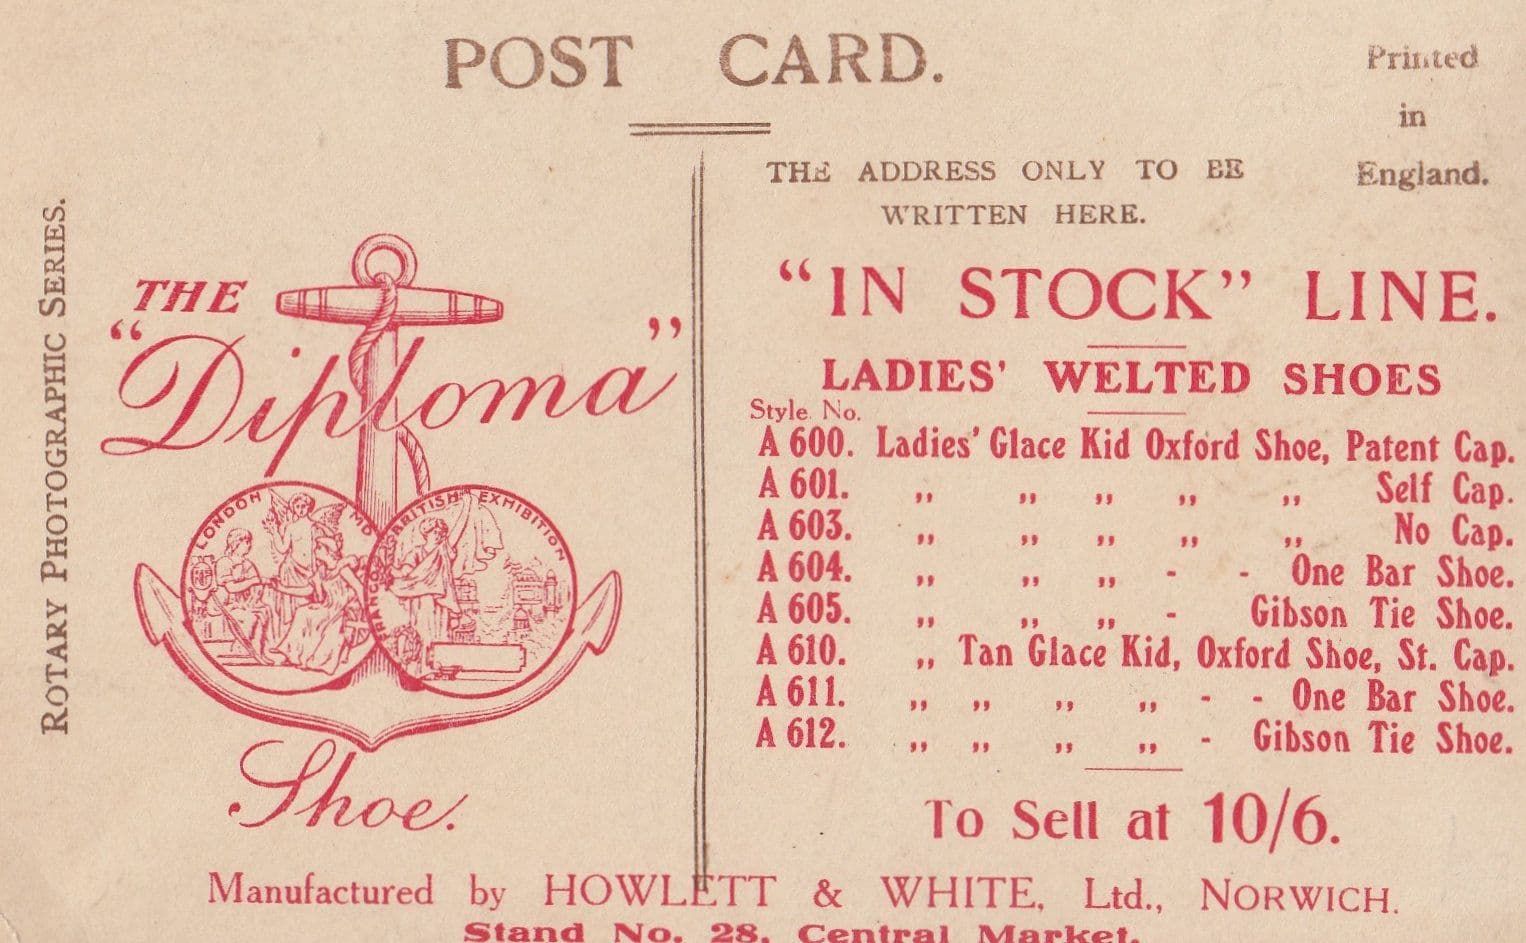 POST CARD.
Printed
in
England.
THE ADDRESS ONLY TO BE
WRITTEN HERE.
ROTARY PHOTOGRAPHIC SERIES.
THE
"Diploma"
LONDON MD
FRANCO BRITISH EXHIBITION
Shoe.
"IN STOCK" LINE.
LADIES' WELTED SHOES
Style No.
A 600. Ladies' Glace Kid Oxford Shoe, Patent Cap.
A 601. ,, ,, ,, ,, ,, Self Cap.
A 603. ,, ,, ,, ,, ,, No Cap.
A 604. ,, ,, ,, - - One Bar Shoe.
A 605. ,, ,, ,, - Gibson Tie Shoe.
A 610. ,, Tan Glace Kid, Oxford Shoe, St. Cap.
A 611. ,, ,, ,, ,, - - One Bar Shoe.
A 612. ,, ,, ,, ,, - Gibson Tie Shoe.
To Sell at 10/6.
Manufactured by HOWLETT & WHITE, Ltd., NORWICH.
Stand No. 28, Central Market.